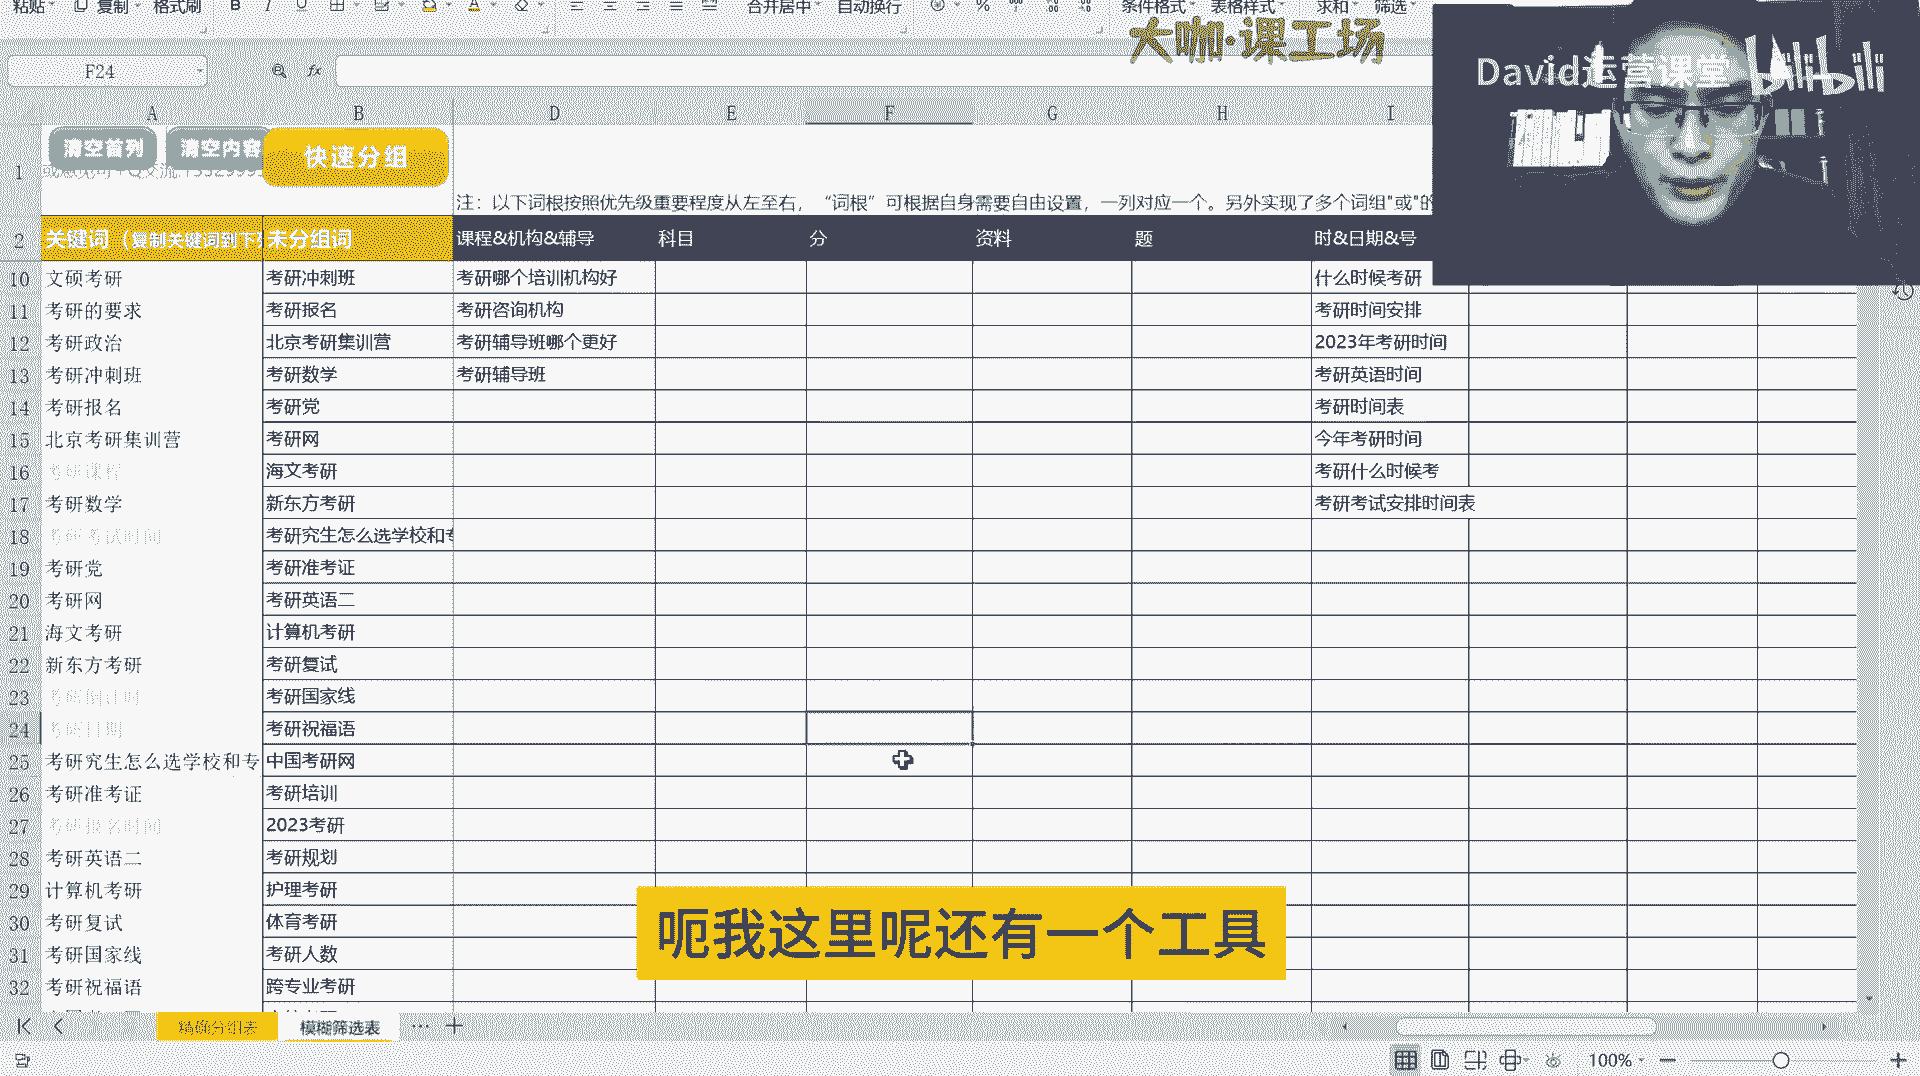 粘贴 复制 格式刷 B I U 合并居中 自动换行 % 条件格式 表格样式 求和 筛选
大咖·课工场
David运营课堂 bilibili
F24 fx
A B D E F G H I
清空首列 清空内容 快速分组
1
注：以下词根按照优先级重要程度从左至右，“词根”可根据自身需要自由设置，一列对应一个。另外实现了多个词组"或"的
2 关键词（复制关键词到下 未分组词 课程&机构&辅导 科目 分 资料 题 时&日期&号
10 文硕考研 考研冲刺班 考研哪个培训机构好 什么时候考研
11 考研的要求 考研报名 考研咨询机构 考研时间安排
12 考研政治 北京考研集训营 考研辅导班哪个更好 2023年考研时间
13 考研冲刺班 考研数学 考研辅导班 考研英语时间
14 考研报名 考研党 考研时间表
15 北京考研集训营 考研网 今年考研时间
16 考研课程 海文考研 考研什么时候考
17 考研数学 新东方考研 考研考试安排时间表
18 考研考试时间 考研究生怎么选学校和专
19 考研党 考研准考证
20 考研网 考研英语二
21 海文考研 计算机考研
22 新东方考研 考研复试
23 考研倒计时 考研国家线
24 考研日期 考研祝福语
25 考研究生怎么选学校和专 中国考研网
26 考研准考证 考研培训
27 考研报名时间 2023考研
28 考研英语二 考研规划
29 计算机考研 护理考研
30 考研复试 体育考研
31 考研国家线 考研人数
32 考研祝福语 跨专业考研
呃我这里呢还有一个工具
精确分组表 模糊筛选表 ··· +
100% − +